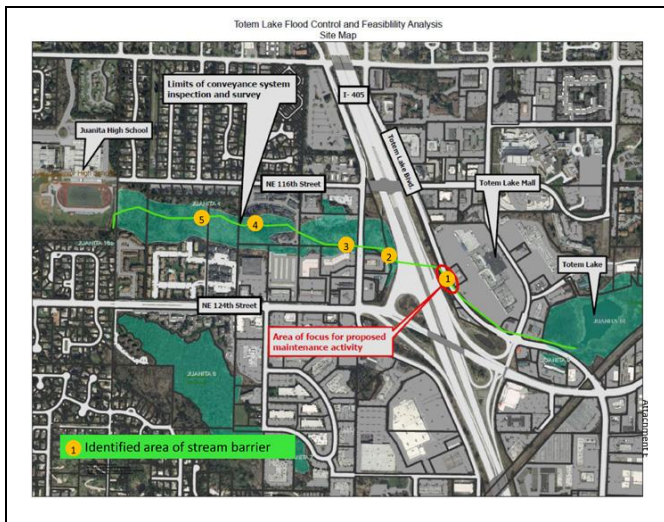 Totem Lake Flood Control and Feasiblility Analysis
Site Map
Limits of conveyance system
inspection and survey
I- 405
Juanita High School
Totem Lake Blvd.
NE 116th Street
Totem Lake Mall
JUANITA
5
4
3
2
1
Totem Lake
NE 124th Street
Area of focus for proposed
maintenance activity
1 Identified area of stream barrier
Attachment